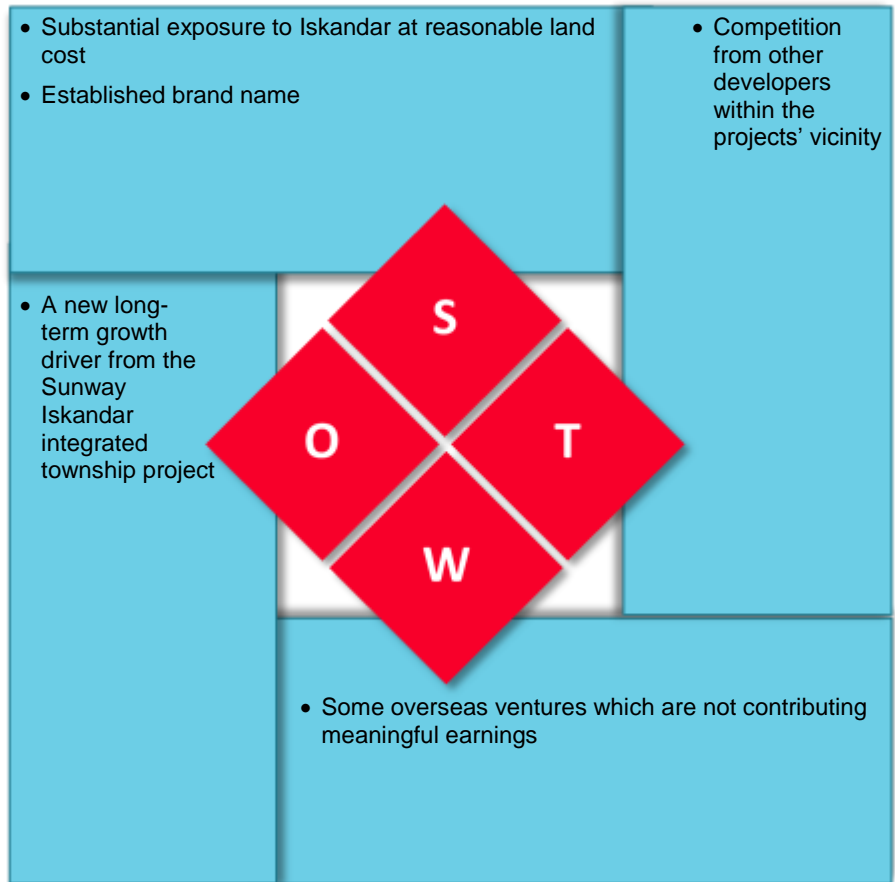 • Substantial exposure to Iskandar at reasonable land
cost
• Established brand name
• Competition
from other
developers
within the
projects’ vicinity
• A new long-
term growth
driver from the
Sunway
Iskandar
integrated
township project
S
O
T
W
• Some overseas ventures which are not contributing
meaningful earnings